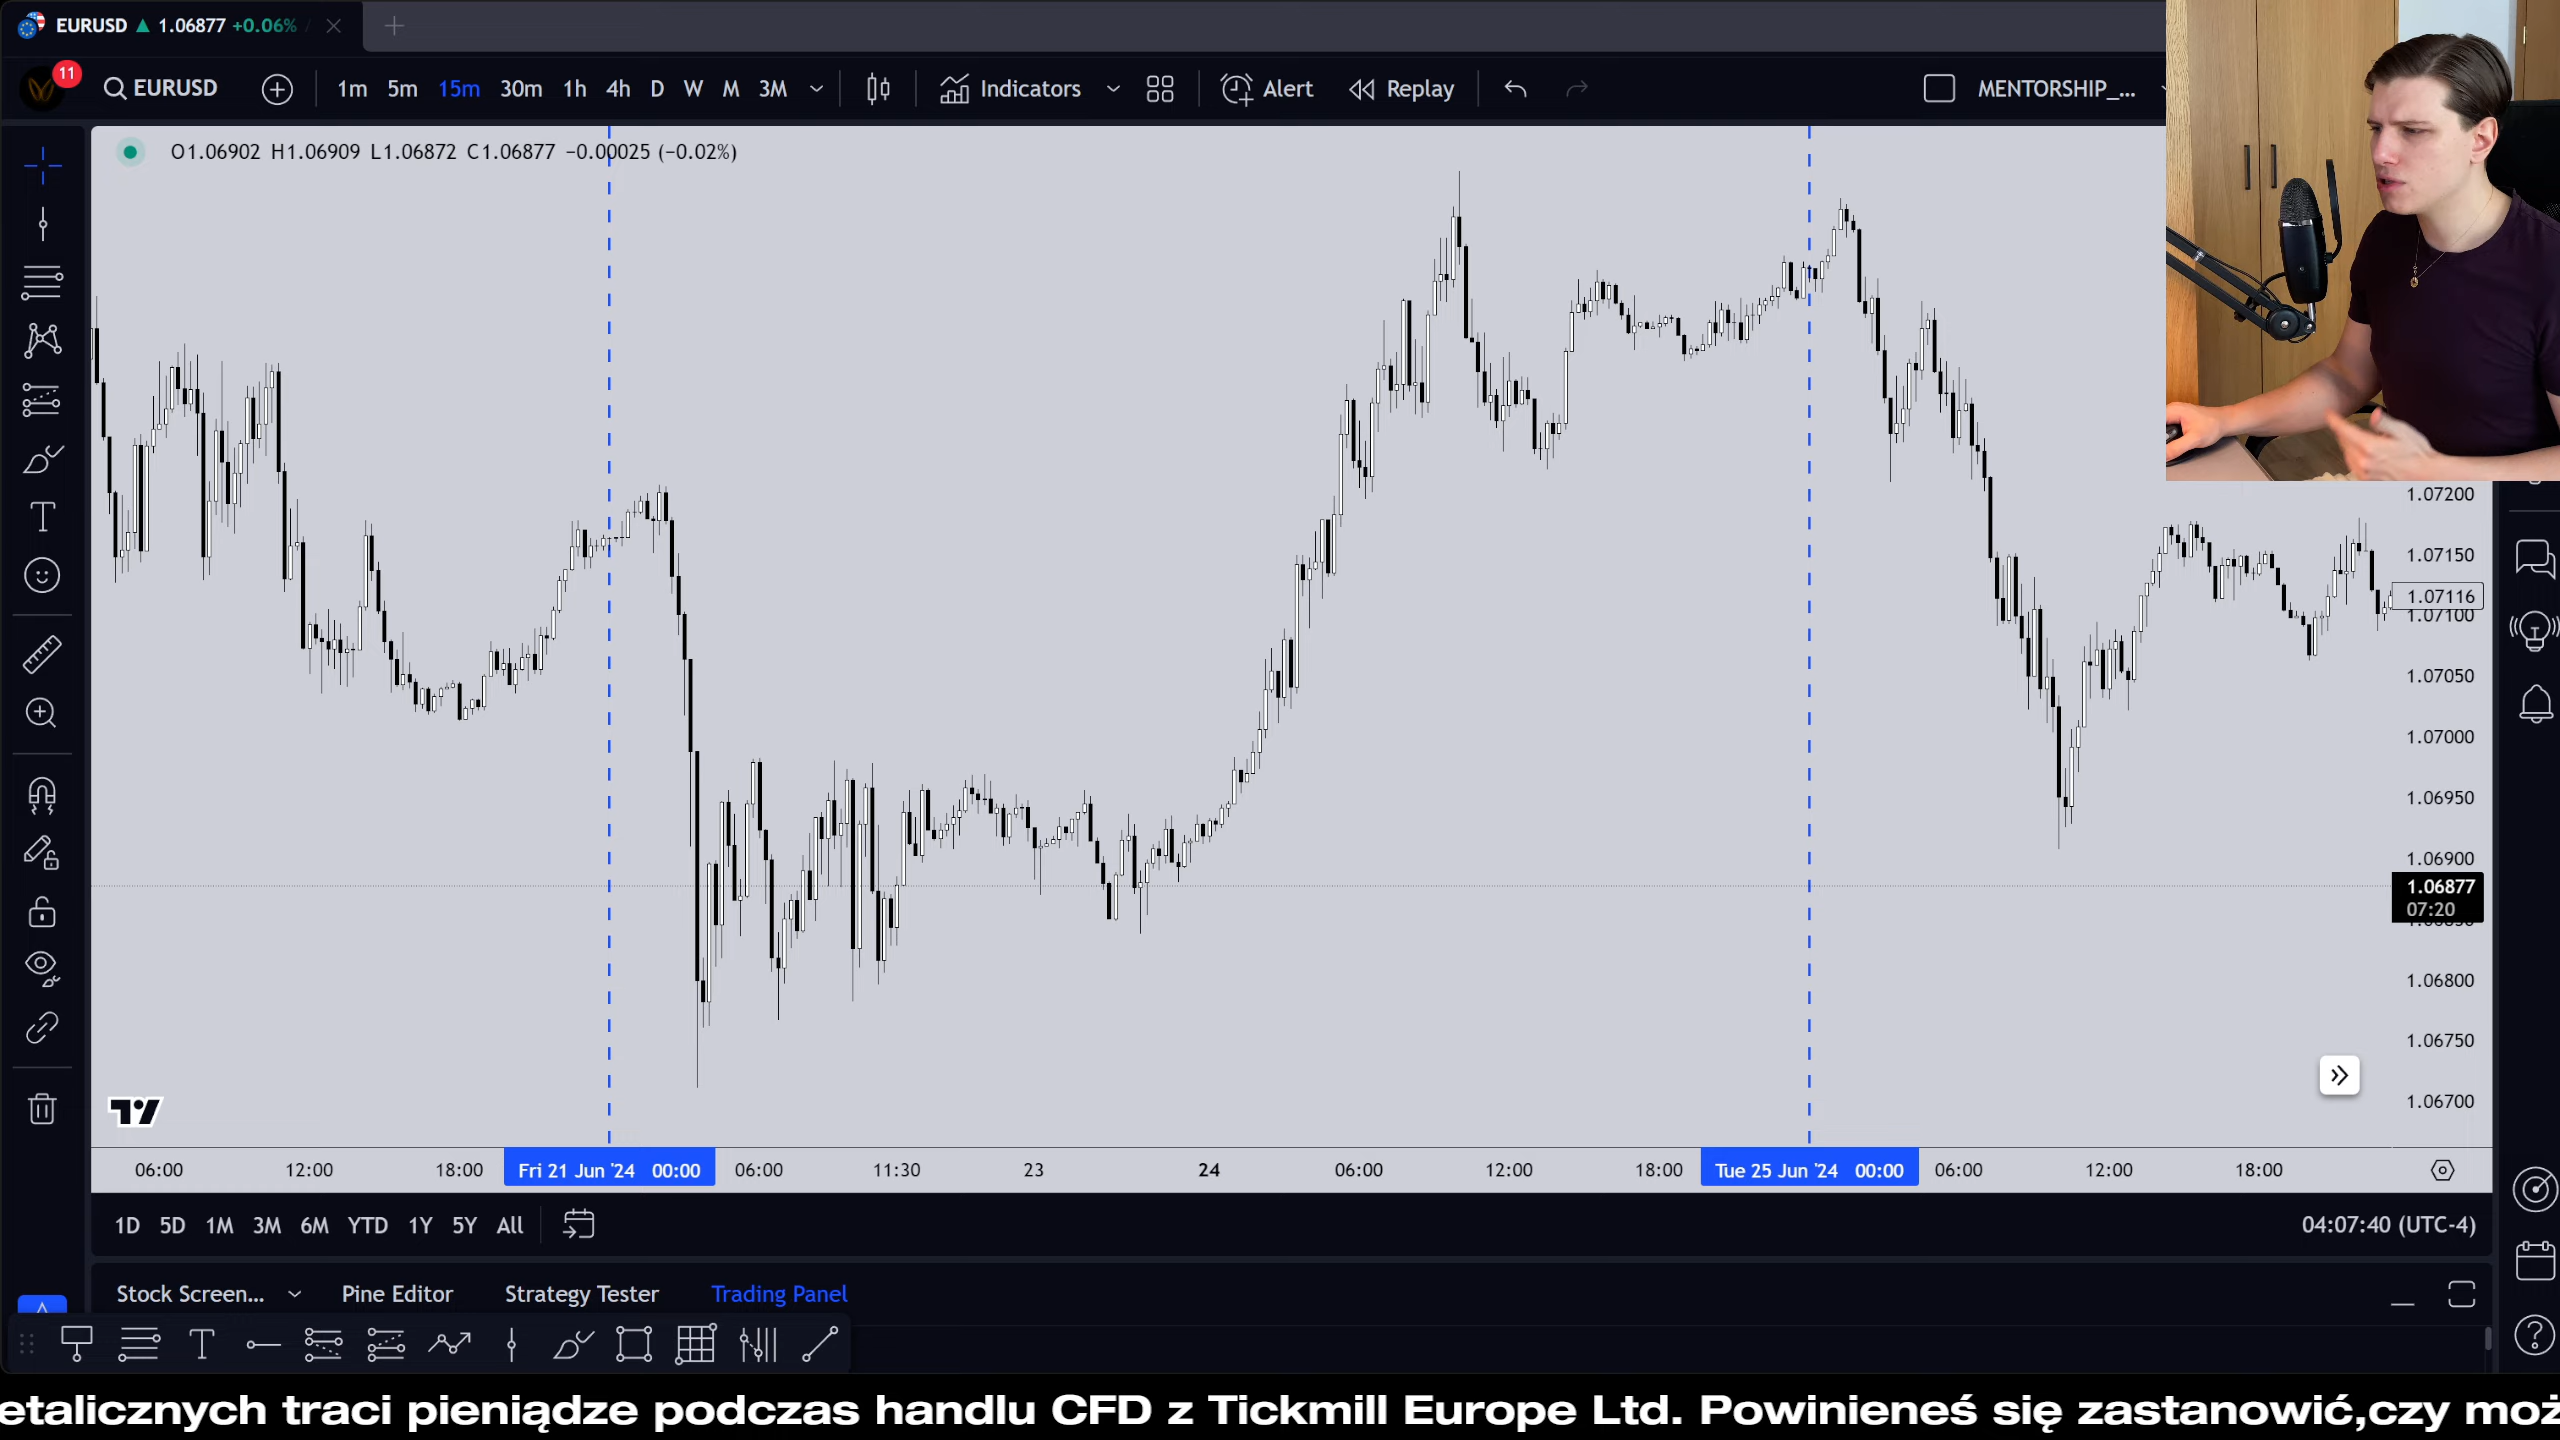 EURUSD ▲ 1.06877 +0.06% /
11
EURUSD 1m 5m 15m 30m 1h 4h D W M 3M Indicators Alert Replay MENTORSHIP_...
O1.06902 H1.06909 L1.06872 C1.06877 −0.00025 (−0.02%)
1.07200
1.07150
1.07116
1.07100
1.07050
1.07000
1.06950
1.06900
1.06877
07:20
1.06800
1.06750
1.06700
06:00 12:00 18:00 Fri 21 Jun '24 00:00 06:00 11:30 23 24 06:00 12:00 18:00 Tue 25 Jun '24 00:00 06:00 12:00 18:00
1D 5D 1M 3M 6M YTD 1Y 5Y All 04:07:40 (UTC-4)
Stock Screen... Pine Editor Strategy Tester Trading Panel
etalicznych traci pieniądze podczas handlu CFD z Tickmill Europe Ltd. Powinieneś się zastanowić,czy moż